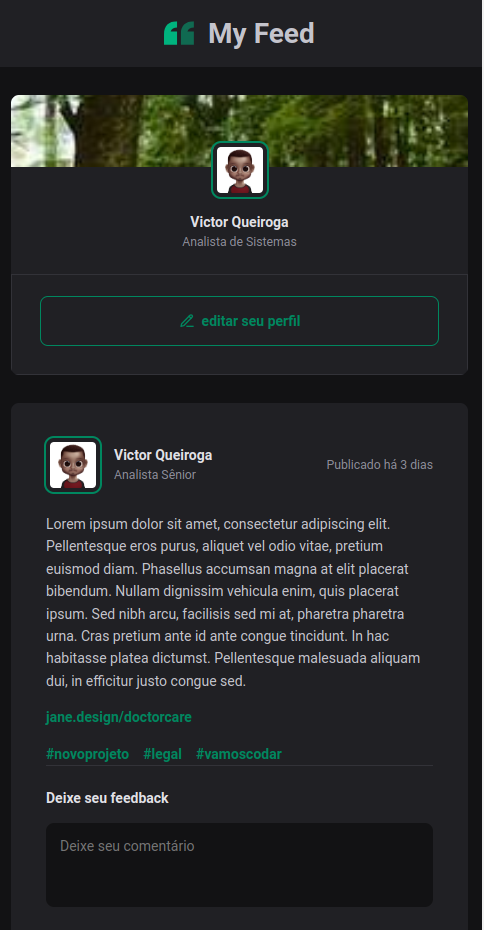 My Feed
Victor Queiroga
Analista de Sistemas
editar seu perfil
Victor Queiroga
Analista Sênior
Publicado há 3 dias
Lorem ipsum dolor sit amet, consectetur adipiscing elit.
Pellentesque eros purus, aliquet vel odio vitae, pretium
euismod diam. Phasellus accumsan magna at elit placerat
bibendum. Nullam dignissim vehicula enim, quis placerat
ipsum. Sed nibh arcu, facilisis sed mi at, pharetra pharetra
urna. Cras pretium ante id ante congue tincidunt. In hac
habitasse platea dictumst. Pellentesque malesuada aliquam
dui, in efficitur justo congue sed.
jane.design/doctorcare
#novoprojeto #legal #vamoscodar
Deixe seu feedback
Deixe seu comentário